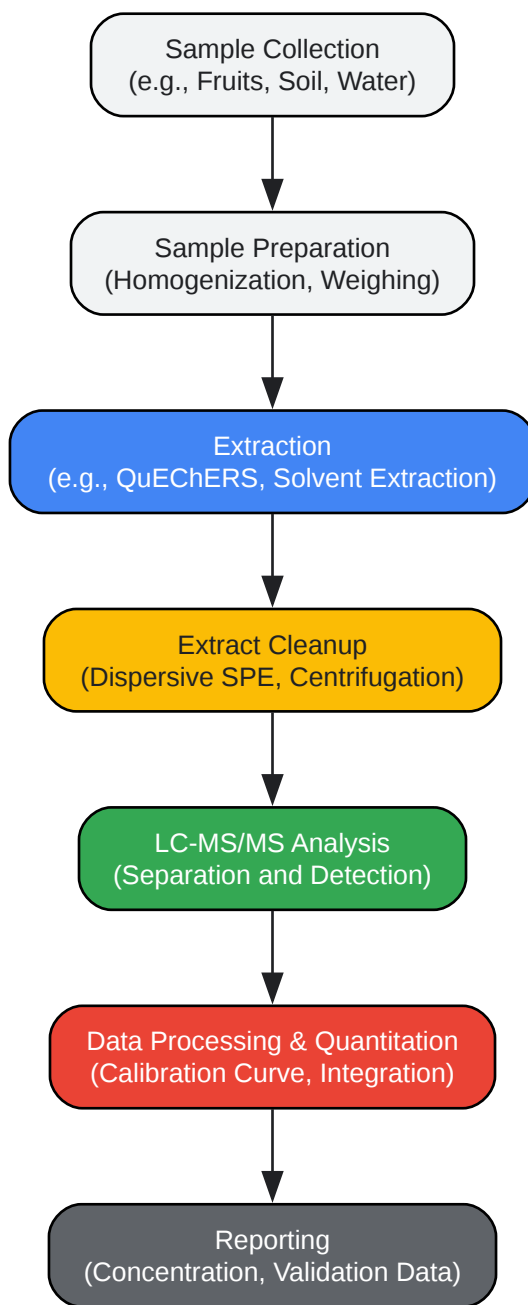 Sample Collection
(e.g., Fruits, Soil, Water)
Sample Preparation
(Homogenization, Weighing)
Extraction
(e.g., QuEChERS, Solvent Extraction)
Extract Cleanup
(Dispersive SPE, Centrifugation)
LC-MS/MS Analysis
(Separation and Detection)
Data Processing & Quantitation
(Calibration Curve, Integration)
Reporting
(Concentration, Validation Data)